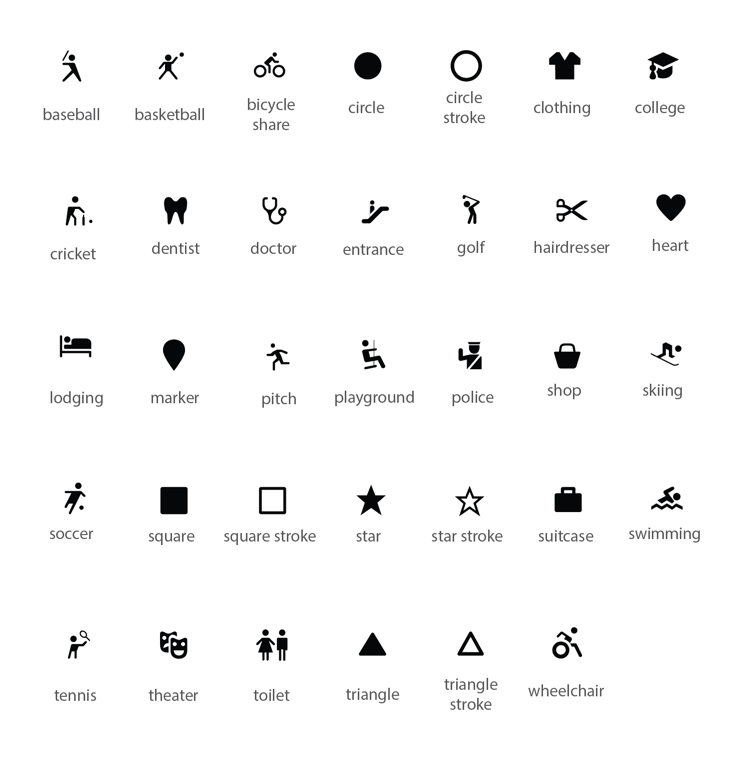 baseball
basketball
bicycle
share
circle
circle
stroke
clothing
college
cricket
dentist
doctor
entrance
golf
hairdresser
heart
lodging
marker
pitch
playground
police
shop
skiing
soccer
square
square stroke
star
star stroke
suitcase
swimming
tennis
theater
toilet
triangle
triangle
stroke
wheelchair